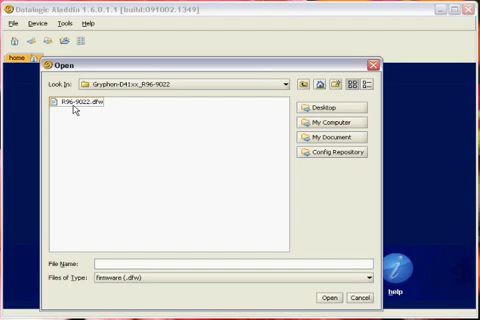 Datalogic Aladdin 1.6.0.1.1 [build:091002.1349]
File Device Tools Help
home
Open
Look In: Gryphon-D41xx_R96-9022
R96-9022.dfw
Desktop
My Computer
My Document
Config Repository
File Name:
Files of Type: firmware (.dfw)
Open Cancel
help